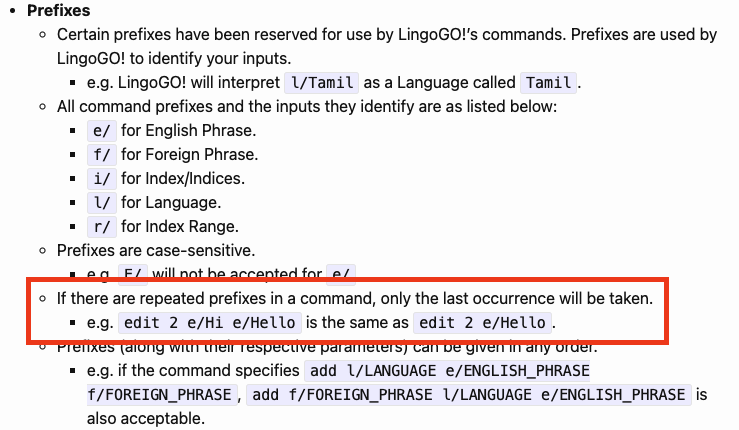 Prefixes
Certain prefixes have been reserved for use by LingoGO!'s commands. Prefixes are used by
LingoGO! to identify your inputs.
e.g. LingoGO! will interpret l/Tamil as a Language called Tamil.
All command prefixes and the inputs they identify are as listed below:
e/ for English Phrase.
f/ for Foreign Phrase.
i/ for Index/Indices.
l/ for Language.
r/ for Index Range.
Prefixes are case-sensitive.
e.g. E/ will not be accepted for e/
If there are repeated prefixes in a command, only the last occurrence will be taken.
e.g. edit 2 e/Hi e/Hello is the same as edit 2 e/Hello.
Prefixes (along with their respective parameters) can be given in any order.
e.g. if the command specifies add l/LANGUAGE e/ENGLISH_PHRASE
f/FOREIGN_PHRASE, add f/FOREIGN_PHRASE l/LANGUAGE e/ENGLISH_PHRASE is
also acceptable.